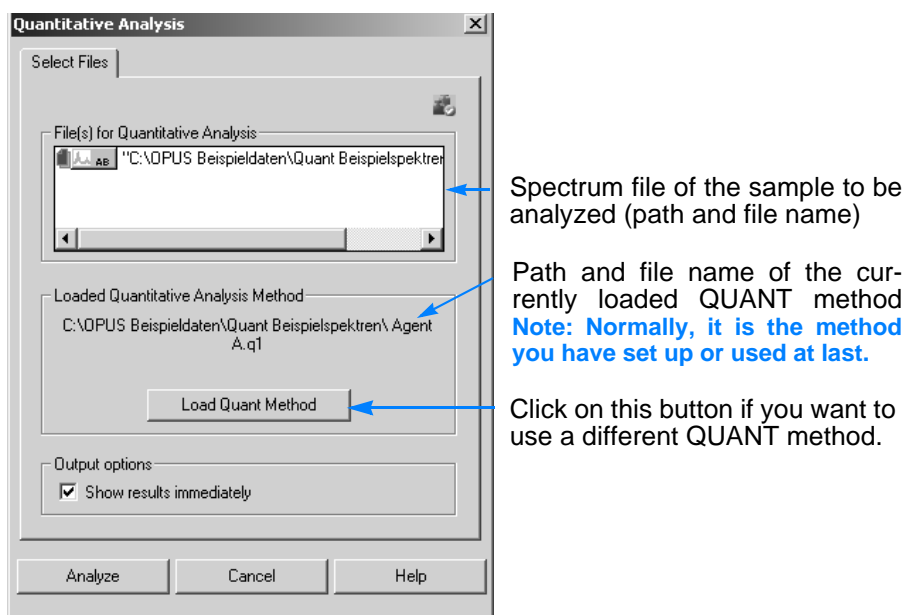 Quantitative Analysis
Select Files
File(s) for Quantitative Analysis
AB "C:\OPUS Beispieldaten\Quant Beispielspektren
Spectrum file of the sample to be
analyzed (path and file name)
Loaded Quantitative Analysis Method
C:\OPUS Beispieldaten\Quant Beispielspektren\ Agent
A.q1
Path and file name of the cur-
rently loaded QUANT method
Note: Normally, it is the method
you have set up or used at last.
Load Quant Method
Click on this button if you want to
use a different QUANT method.
Output options
Show results immediately
Analyze
Cancel
Help